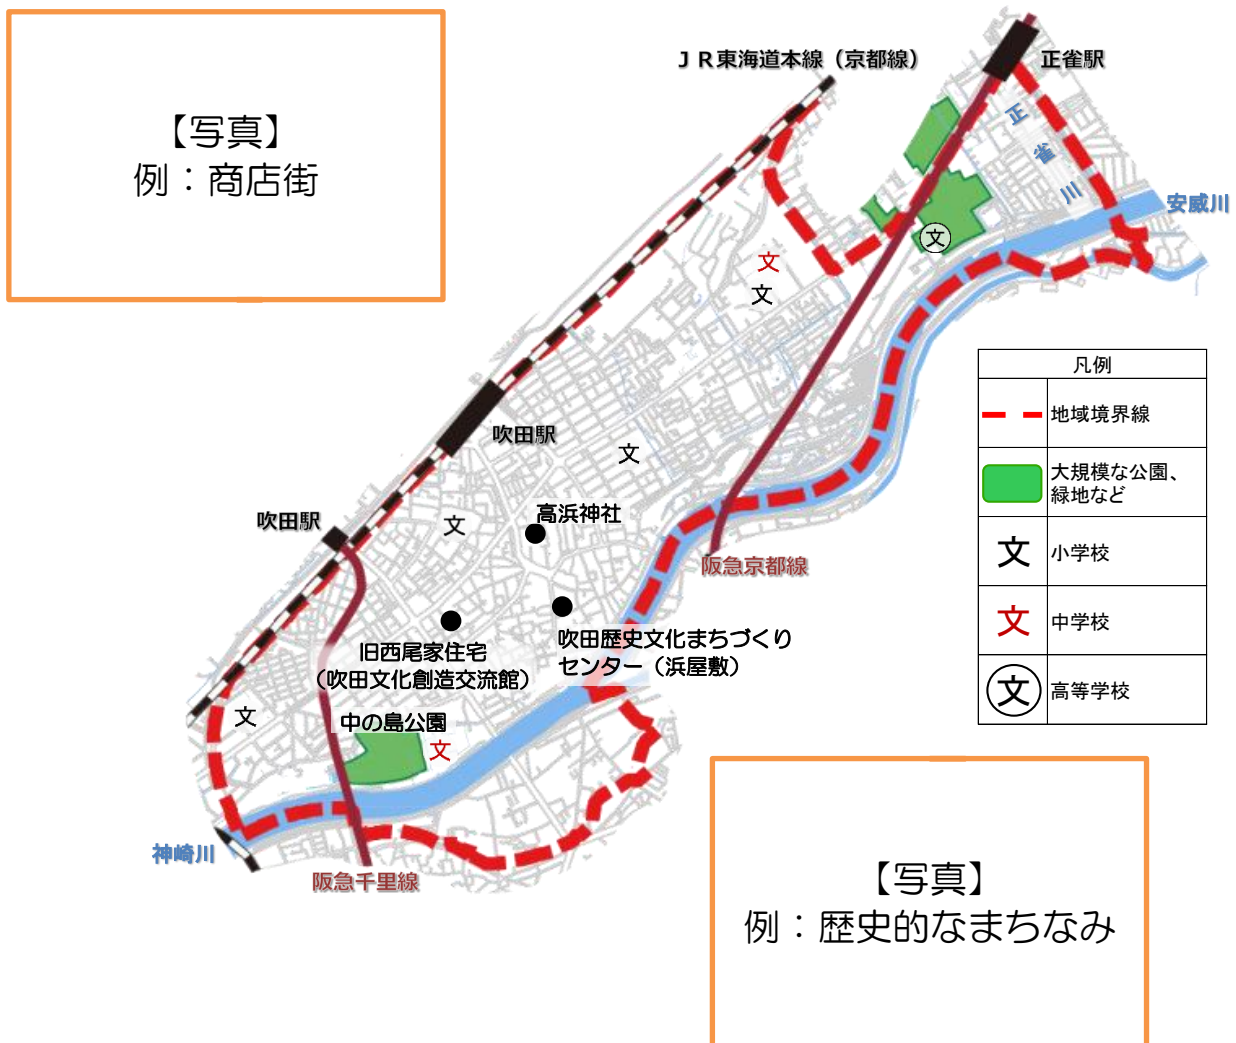 【写真】
例：商店街
ＪＲ東海道本線（京都線）
正雀駅
正雀川
安威川
文
文
文
吹田駅
文
高浜神社
文
吹田駅
阪急京都線
吹田歴史文化まちづくり
センター（浜屋敷）
旧西尾家住宅
（吹田文化創造交流館）
文
中の島公園
文
神崎川
阪急千里線
凡例
地域境界線
大規模な公園、
緑地など
文 小学校
文 中学校
文 高等学校
【写真】
例：歴史的なまちなみ